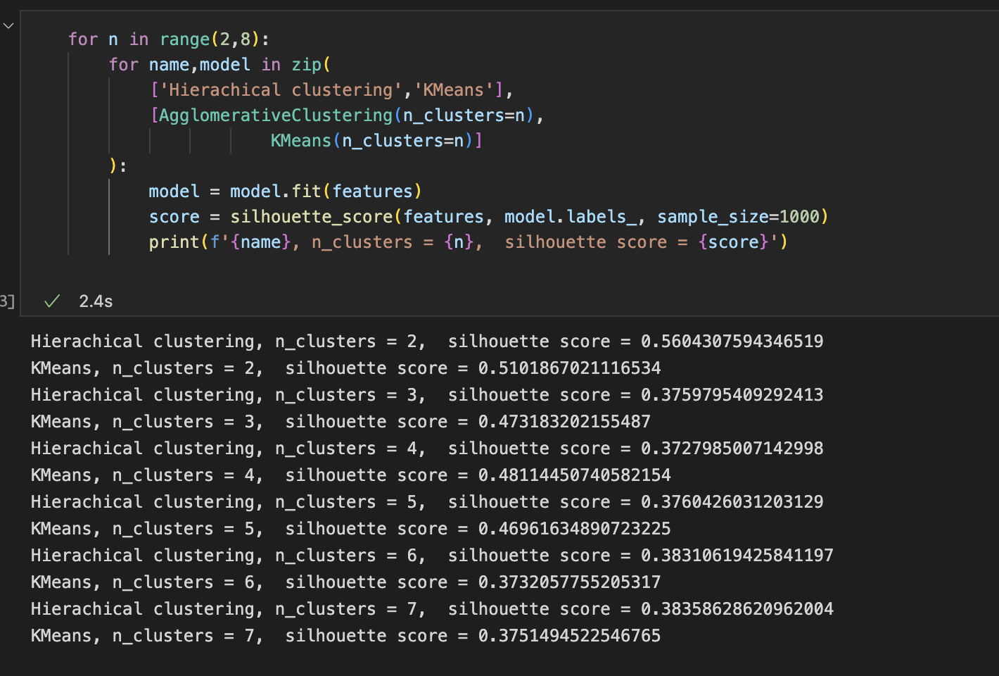 for n in range(2,8):
    for name,model in zip(
        ['Hierachical clustering','KMeans'],
        [AgglomerativeClustering(n_clusters=n),
                    KMeans(n_clusters=n)]
    ):
        model = model.fit(features)
        score = silhouette_score(features, model.labels_, sample_size=1000)
        print(f'{name}, n_clusters = {n},  silhouette score = {score}')
3] 2.4s
Hierachical clustering, n_clusters = 2,  silhouette score = 0.5604307594346519
KMeans, n_clusters = 2,  silhouette score = 0.5101867021116534
Hierachical clustering, n_clusters = 3,  silhouette score = 0.3759795409292413
KMeans, n_clusters = 3,  silhouette score = 0.473183202155487
Hierachical clustering, n_clusters = 4,  silhouette score = 0.3727985007142998
KMeans, n_clusters = 4,  silhouette score = 0.48114450740582154
Hierachical clustering, n_clusters = 5,  silhouette score = 0.3760426031203129
KMeans, n_clusters = 5,  silhouette score = 0.46961634890723225
Hierachical clustering, n_clusters = 6,  silhouette score = 0.38310619425841197
KMeans, n_clusters = 6,  silhouette score = 0.3732057755205317
Hierachical clustering, n_clusters = 7,  silhouette score = 0.38358628620962004
KMeans, n_clusters = 7,  silhouette score = 0.3751494522546765